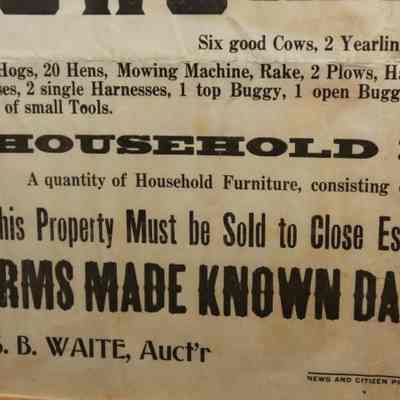 Six good Cows, 2 Yearlin
Hogs, 20 Hens, Mowing Machine, Rake, 2 Plows, Ha
ses, 2 single Harnesses, 1 top Buggy, 1 open Bugg
of small Tools.
HOUSEHOLD
A quantity of Household Furniture, consisting
his Property Must be Sold to Close Es
RMS MADE KNOWN DA
. B. WAITE, Auct'r
NEWS AND CITIZEN P